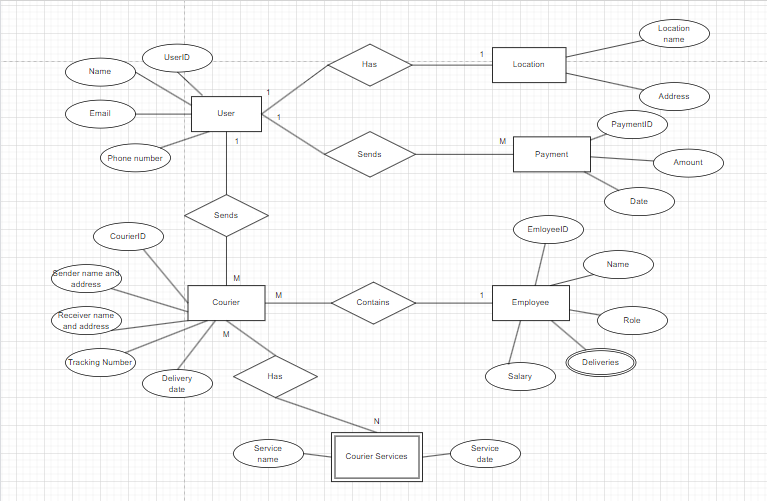 Location
name
UserID
Has
1
Location
Name
1
Address
Email
User
1
PaymentID
1
M
Phone number
Sends
Payment
Amount
Date
Sends
CourierID
EmloyeeID
Name
Sender name and
address
M
Courier
M
Contains
1
Employee
Receiver name
and address
Role
M
Tracking Number
Deliveries
Delivery
date
Has
Salary
N
Service
name
Courier Services
Service
date